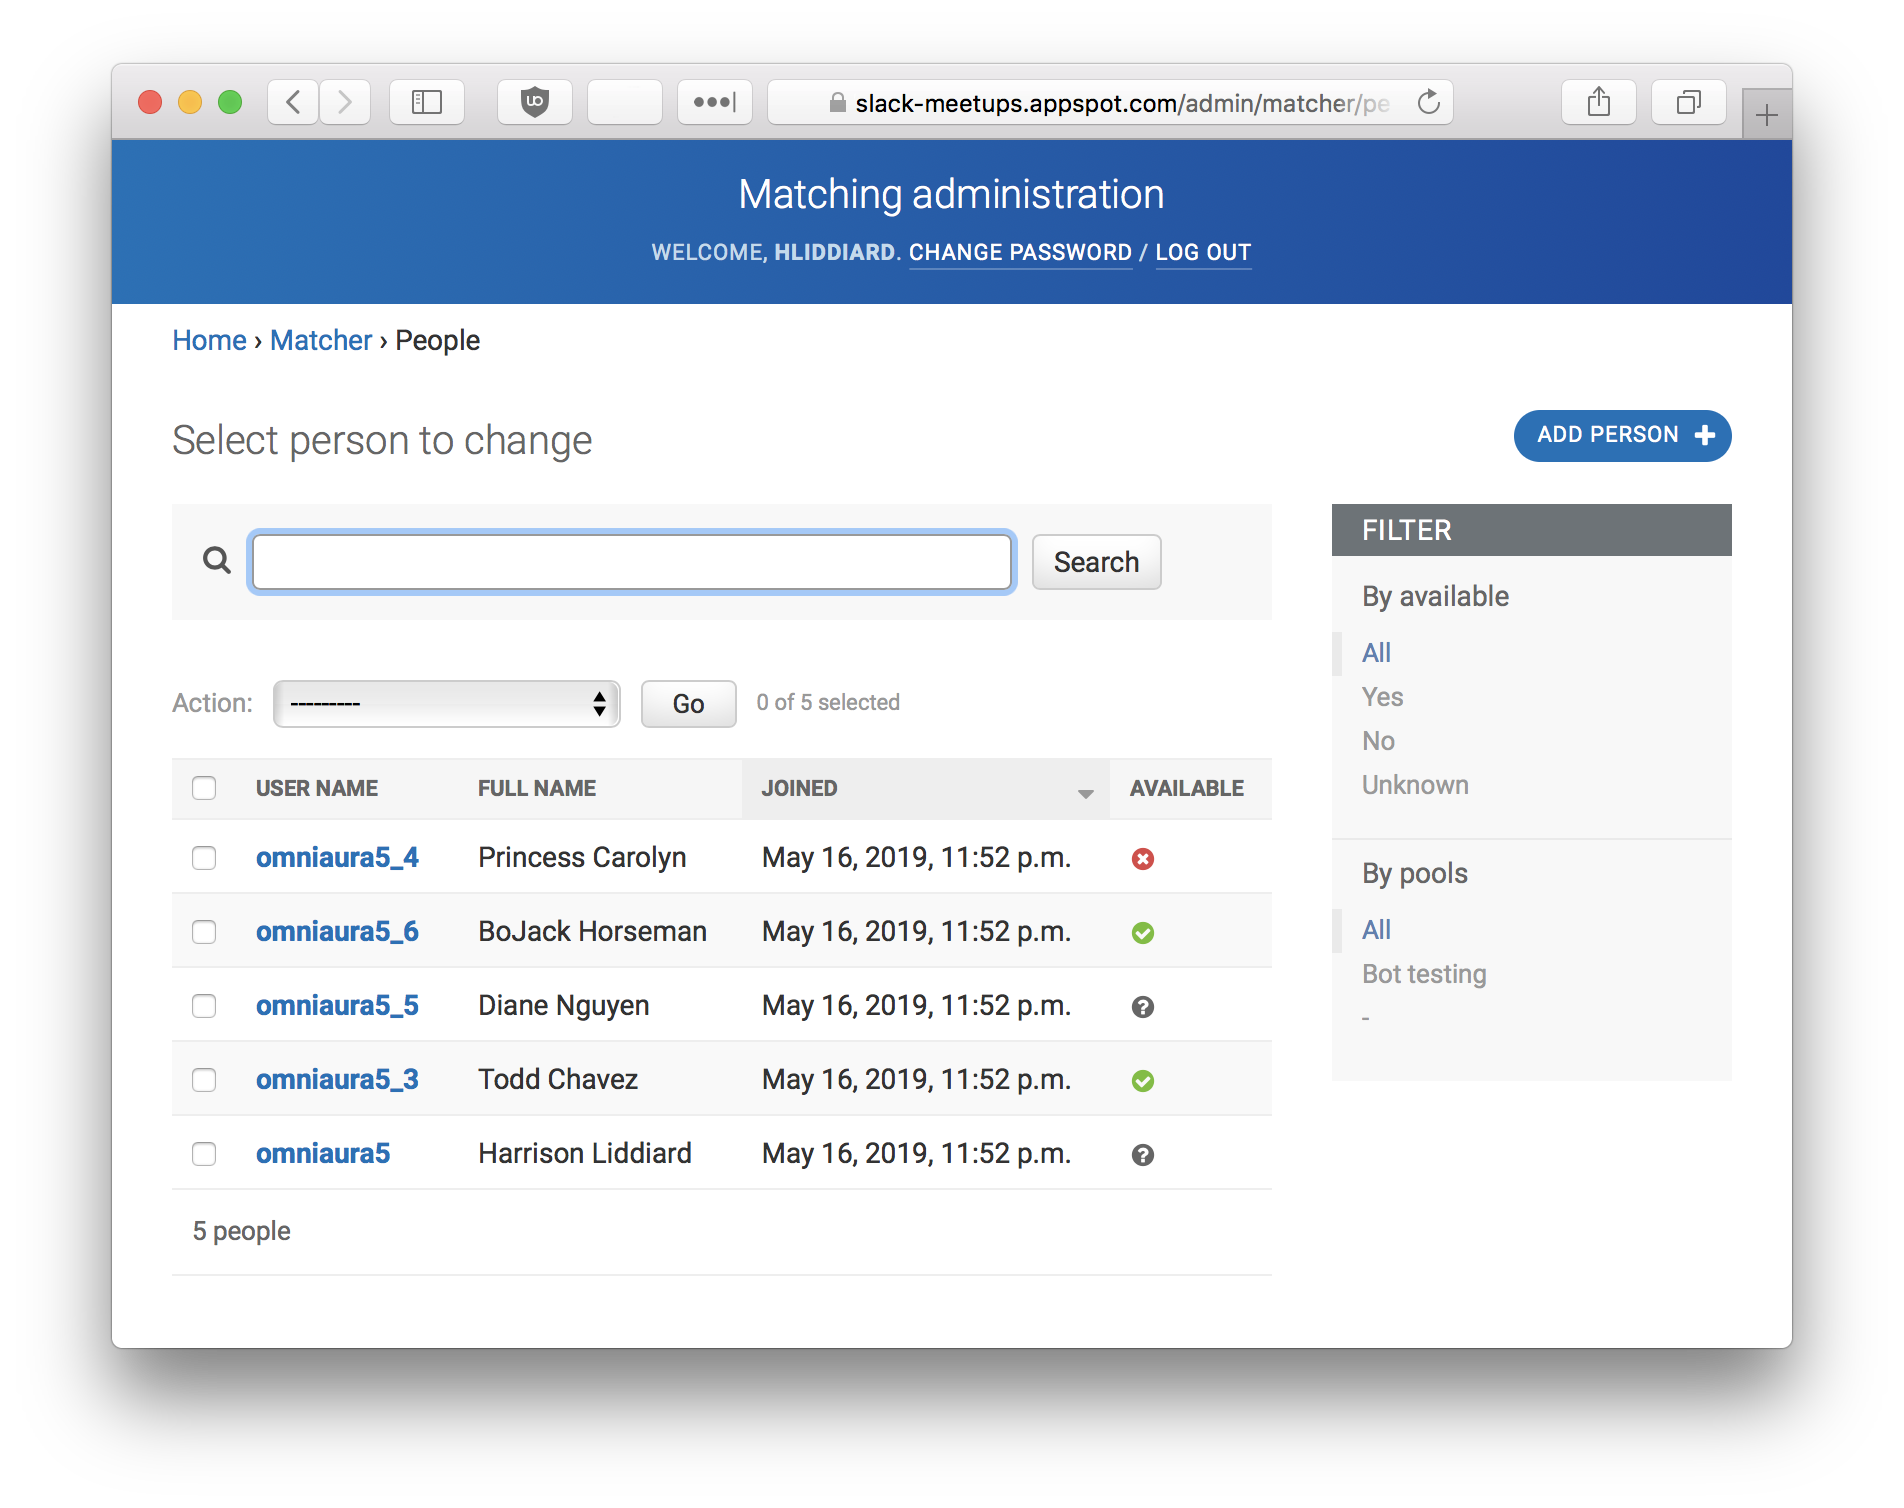 slack-meetups.appspot.com/admin/matcher/pe
Matching administration
WELCOME, HLIDDIARD. CHANGE PASSWORD / LOG OUT
Home › Matcher › People
Select person to change
ADD PERSON
Search
Action: --------- Go 0 of 5 selected
USER NAME FULL NAME JOINED AVAILABLE
omniaura5_4 Princess Carolyn May 16, 2019, 11:52 p.m.
omniaura5_6 BoJack Horseman May 16, 2019, 11:52 p.m.
omniaura5_5 Diane Nguyen May 16, 2019, 11:52 p.m.
omniaura5_3 Todd Chavez May 16, 2019, 11:52 p.m.
omniaura5 Harrison Liddiard May 16, 2019, 11:52 p.m.
5 people
FILTER
By available
All
Yes
No
Unknown
By pools
All
Bot testing
-